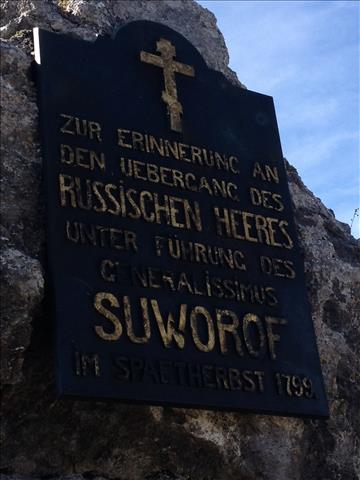 ZUR ERINNERUNG AN
DEN UEBERGANG DES
RUSSISCHEN HEERES
UNTER FÜHRUNG DES
GENERALISSIMUS
SUWOROF
IM SPAETHERBST 1799.